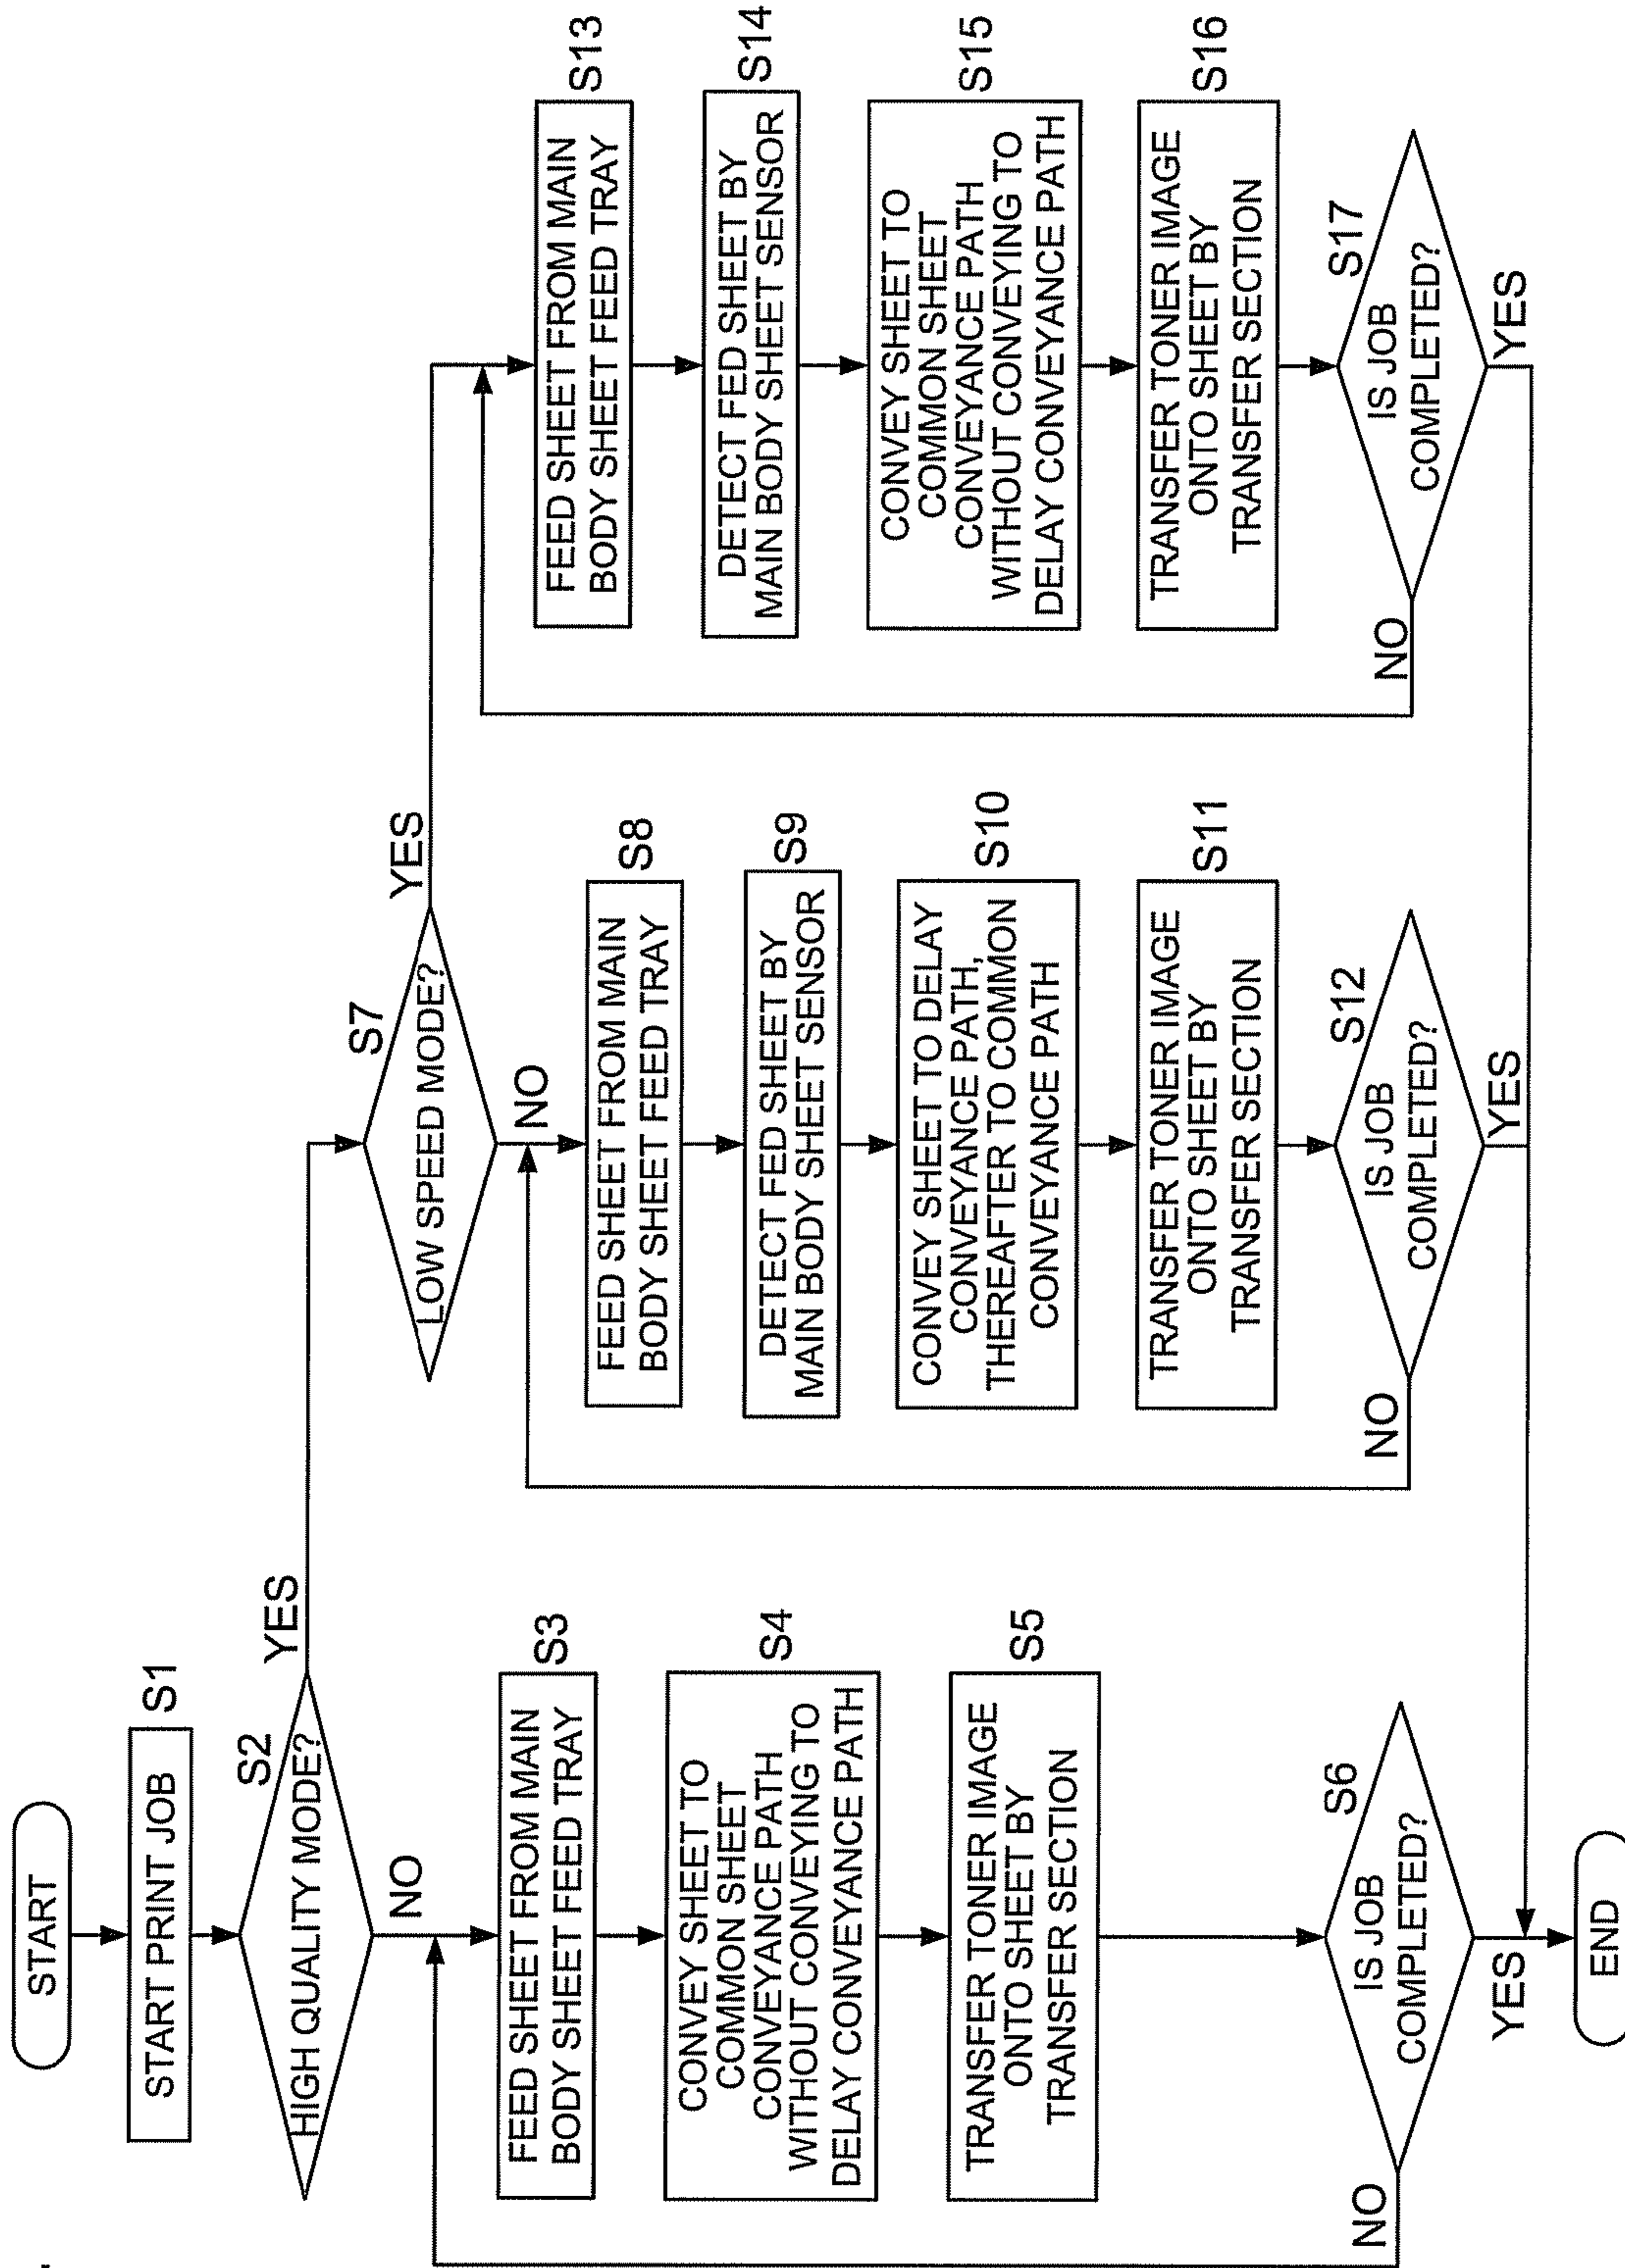 START
START PRINT JOB
S1
S2
HIGH QUALITY MODE?
YES
NO
FEED SHEET FROM MAIN
BODY SHEET FEED TRAY
S3
CONVEY SHEET TO
COMMON SHEET
CONVEYANCE PATH
WITHOUT CONVEYING TO
DELAY CONVEYANCE PATH
S4
TRANSFER TONER IMAGE
ONTO SHEET BY
TRANSFER SECTION
S5
S6
IS JOB
COMPLETED?
NO
YES
END
S7
LOW SPEED MODE?
YES
NO
FEED SHEET FROM MAIN
BODY SHEET FEED TRAY
S8
DETECT FED SHEET BY
MAIN BODY SHEET SENSOR
S9
CONVEY SHEET TO DELAY
CONVEYANCE PATH,
THEREAFTER TO COMMON
CONVEYANCE PATH
S10
TRANSFER TONER IMAGE
ONTO SHEET BY
TRANSFER SECTION
S11
S12
IS JOB
COMPLETED?
NO
YES
FEED SHEET FROM MAIN
BODY SHEET FEED TRAY
S13
DETECT FED SHEET BY
MAIN BODY SHEET SENSOR
S14
CONVEY SHEET TO
COMMON SHEET
CONVEYANCE PATH
WITHOUT CONVEYING TO
DELAY CONVEYANCE PATH
S15
TRANSFER TONER IMAGE
ONTO SHEET BY
TRANSFER SECTION
S16
S17
IS JOB
COMPLETED?
NO
YES